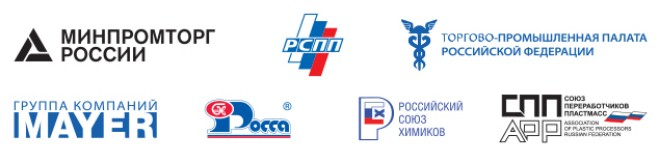 МИНПРОМТОРГ
РОССИИ
РСПП
ТОРГОВО-ПРОМЫШЛЕННАЯ ПАЛАТА
РОССИЙСКОЙ ФЕДЕРАЦИИ
ГРУППА КОМПАНИЙ
MAYER
Росса ®
РОССИЙСКИЙ
СОЮЗ
ХИМИКОВ
СПП
СОЮЗ
ПЕРЕРАБОТЧИКОВ
ПЛАСТМАСС
APP
ASSOCIATION
OF PLASTIC PROCESSORS
RUSSIAN FEDERATION